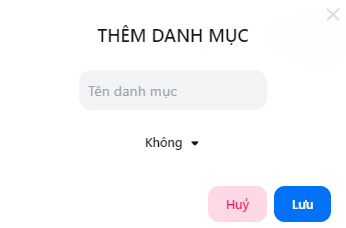 THÊM DANH MỤC
Tên danh mục
Không
Huỷ
Lưu